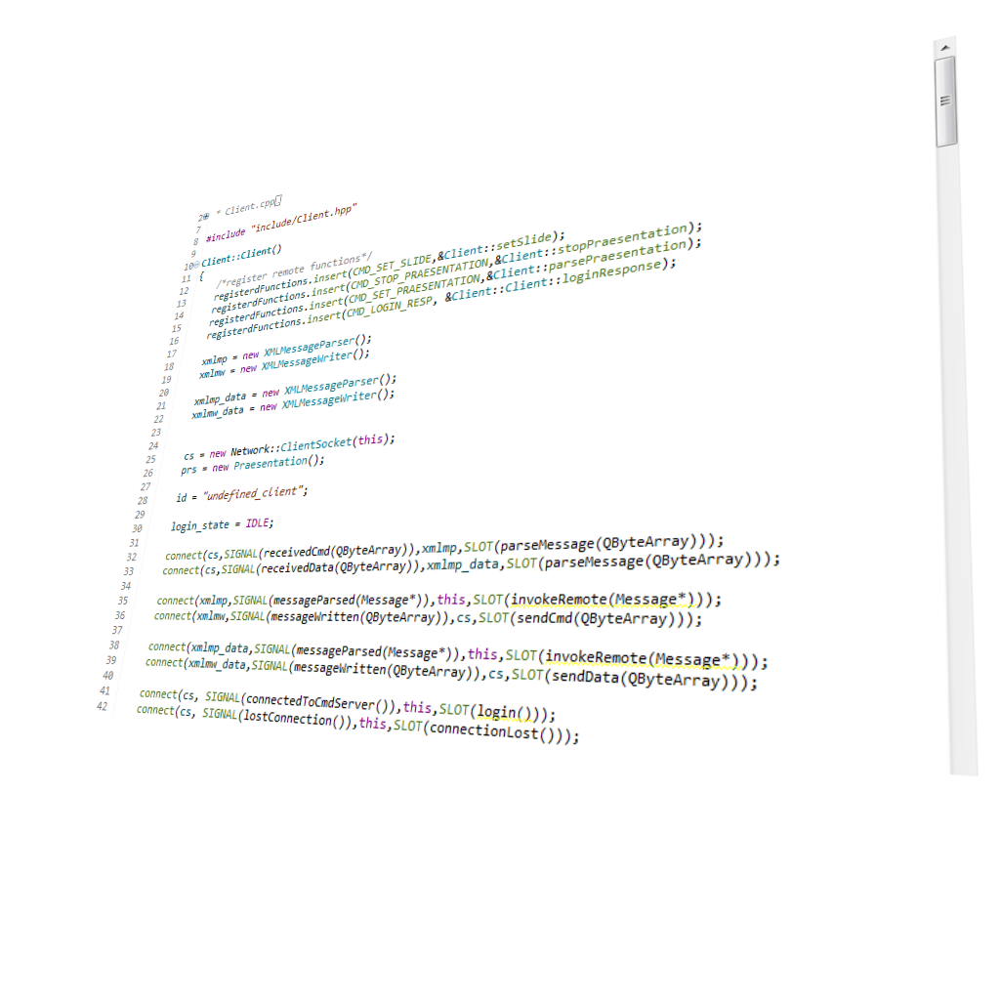 2 * Client.cpp
7
8 #include "include/Client.hpp"
9
10 Client::Client()
11 {
12 /*register remote functions*/
13 registerdFunctions.insert(CMD_SET_SLIDE,&Client::setSlide);
14 registerdFunctions.insert(CMD_STOP_PRAESENTATION,&Client::stopPraesentation);
15 registerdFunctions.insert(CMD_SET_PRAESENTATION,&Client::parsePraesentation);
16 registerdFunctions.insert(CMD_LOGIN_RESP, &Client::Client::loginResponse);
17
18 xmlmp = new XMLMessageParser();
19 xmlmw = new XMLMessageWriter();
20
21 xmlmp_data = new XMLMessageParser();
22 xmlmw_data = new XMLMessageWriter();
23
24
25 cs = new Network::ClientSocket(this);
26 prs = new Praesentation();
27
28 id = "undefined_client";
29
30 login_state = IDLE;
31
32 connect(cs,SIGNAL(receivedCmd(QByteArray)),xmlmp,SLOT(parseMessage(QByteArray)));
33 connect(cs,SIGNAL(receivedData(QByteArray)),xmlmp_data,SLOT(parseMessage(QByteArray)));
34
35 connect(xmlmp,SIGNAL(messageParsed(Message*)),this,SLOT(invokeRemote(Message*)));
36 connect(xmlmw,SIGNAL(messageWritten(QByteArray)),cs,SLOT(sendCmd(QByteArray)));
37
38 connect(xmlmp_data,SIGNAL(messageParsed(Message*)),this,SLOT(invokeRemote(Message*)));
39 connect(xmlmw_data,SIGNAL(messageWritten(QByteArray)),cs,SLOT(sendData(QByteArray)));
40
41 connect(cs, SIGNAL(connectedToCmdServer()),this,SLOT(login()));
42 connect(cs, SIGNAL(lostConnection()),this,SLOT(connectionLost()));